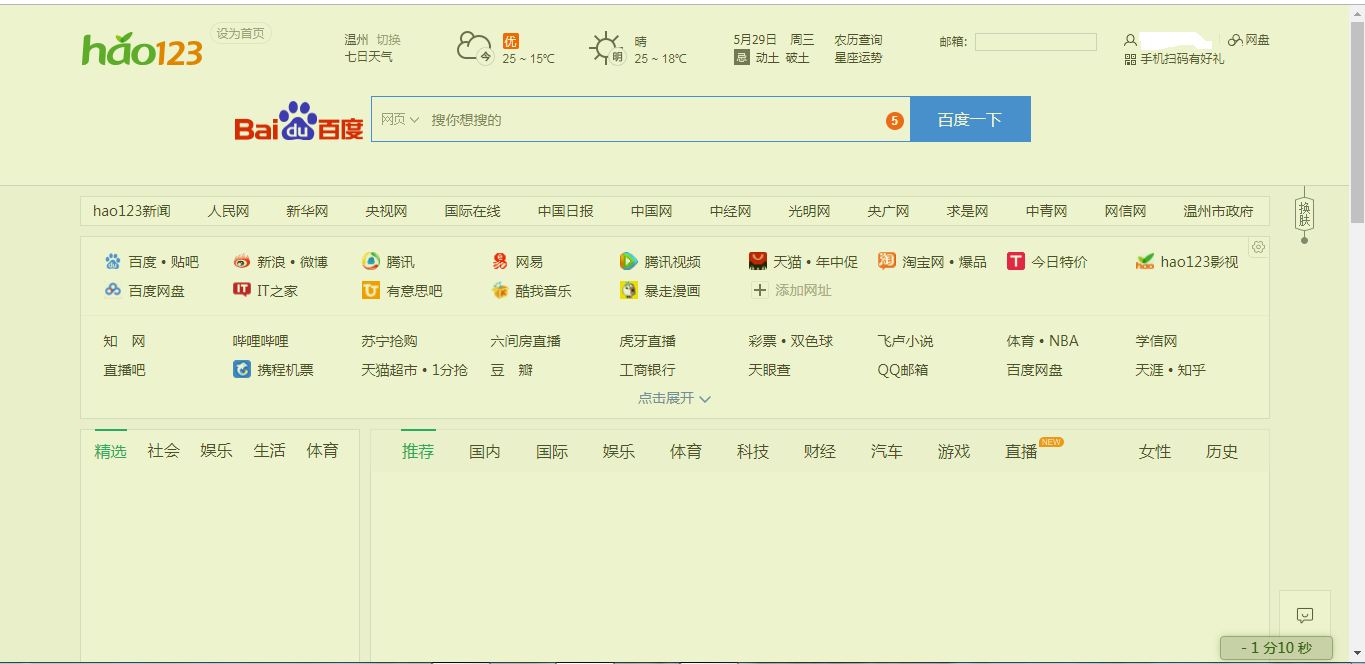 hao123 设为首页
温州 切换 优 晴 5月29日 周三 农历查询 邮箱: 网盘
七日天气 今 25 ~ 15℃ 明 25 ~ 18℃ 忌 动土 破土 星座运势 手机扫码有好礼
Bai du 百度 网页 搜你想搜的 5 百度一下
hao123新闻 人民网 新华网 央视网 国际在线 中国日报 中国网 中经网 光明网 央广网 求是网 中青网 网信网 温州市政府
换肤
百度 • 贴吧 新浪 • 微博 腾讯 网易 腾讯视频 天猫 • 年中促 淘 淘宝网 • 爆品 T 今日特价 hao123影视
百度网盘 IT IT之家 有意思吧 酷我音乐 暴走漫画 添加网址
知 网 哔哩哔哩 苏宁抢购 六间房直播 虎牙直播 彩票 • 双色球 飞卢小说 体育 • NBA 学信网
直播吧 携程机票 天猫超市 • 1分抢 豆 瓣 工商银行 天眼查 QQ邮箱 百度网盘 天涯 • 知乎
点击展开
精选 社会 娱乐 生活 体育 推荐 国内 国际 娱乐 体育 科技 财经 汽车 游戏 直播 NEW 女性 历史
- 1 分10 秒